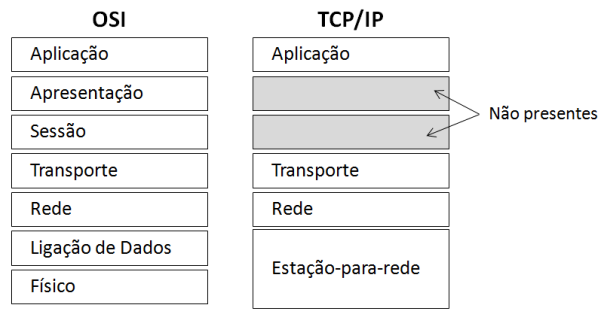 OSI
TCP/IP
Aplicação
Aplicação
Apresentação
Não presentes
Sessão
Transporte
Transporte
Rede
Rede
Ligação de Dados
Estação-para-rede
Físico